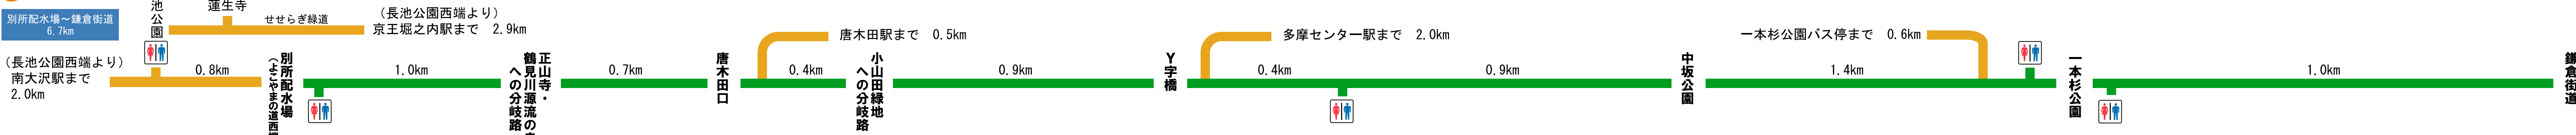 別所配水場～鎌倉街道
6.7km
池公園
蓮生寺
せせらぎ緑道
（長池公園西端より）
京王堀之内駅まで　2.9km
（長池公園西端より）
南大沢駅まで
2.0km
0.8km
別所配水場
（よこやまの道西端
1.0km
正山寺・
鶴見川源流の
への分岐路
0.7km
唐木田口
唐木田駅まで　0.5km
0.4km
小山田緑地
への分岐路
0.9km
Y字橋
多摩センター駅まで　2.0km
0.4km
0.9km
中坂公園
一本杉公園バス停まで　0.6km
1.4km
一本杉公園
1.0km
鎌倉街道